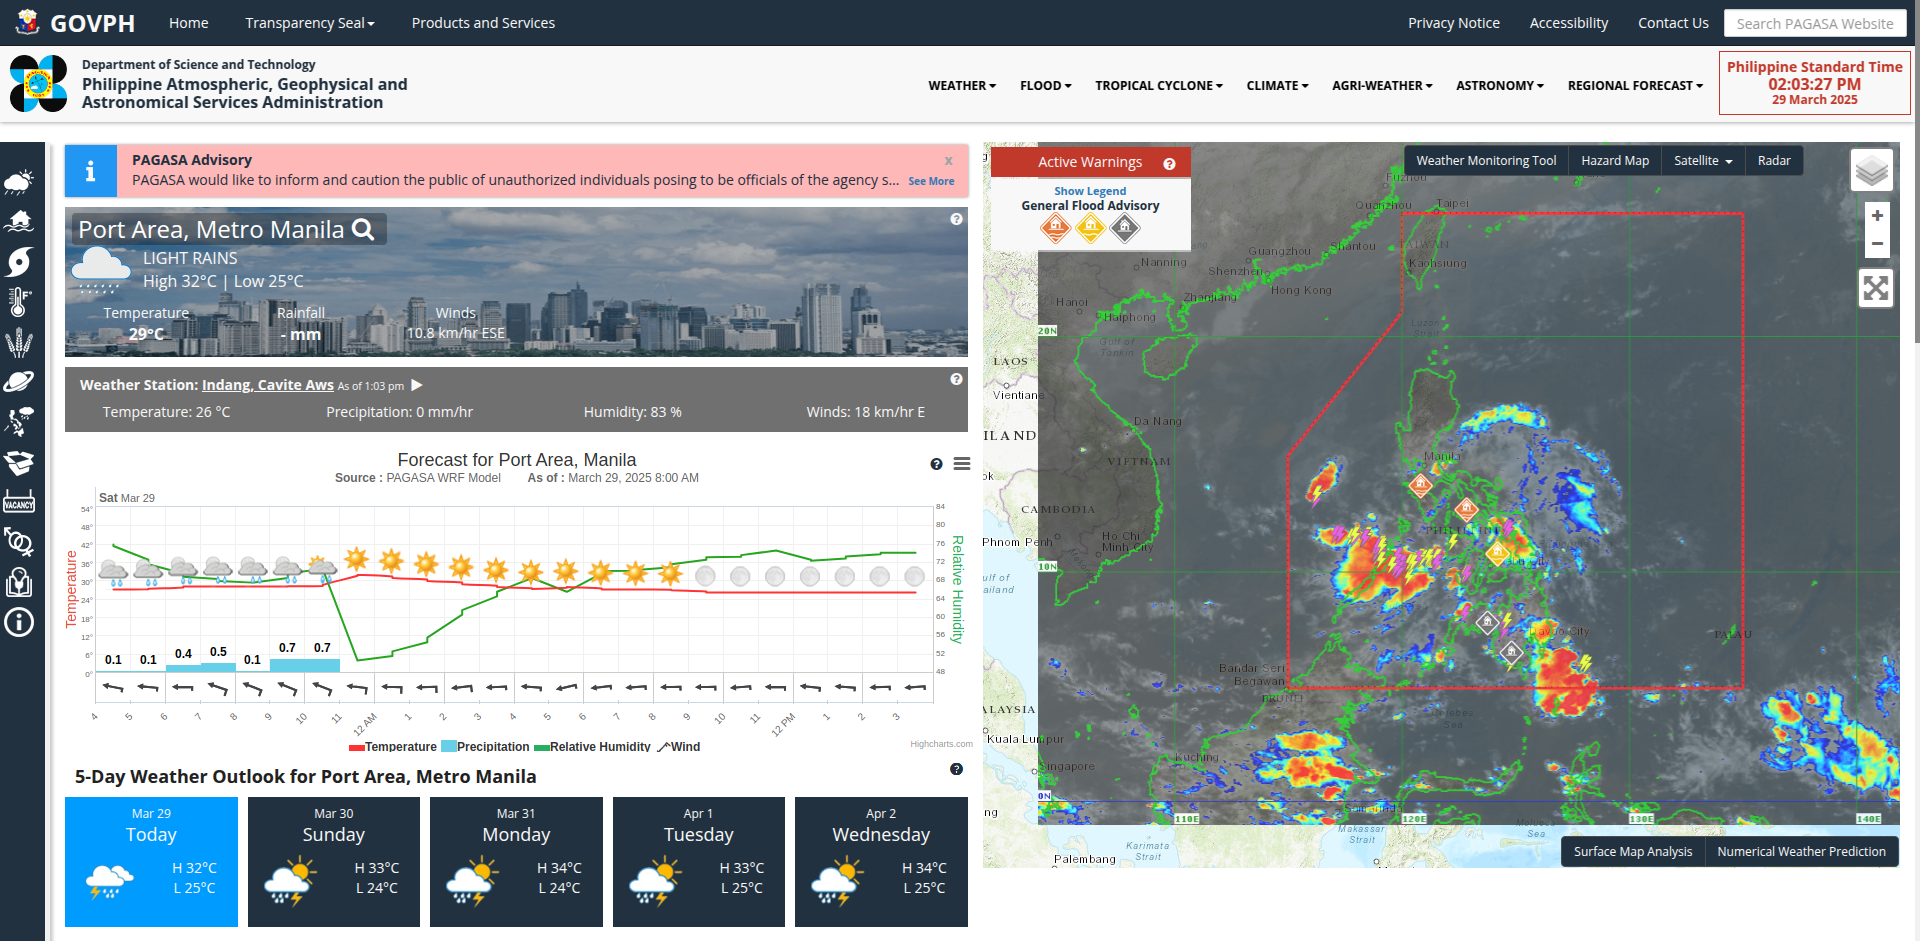 GOVPH Home Transparency Seal Products and Services Privacy Notice Accessibility Contact Us Search PAGASA Website
Department of Science and Technology
Philippine Atmospheric, Geophysical and
Astronomical Services Administration
WEATHER FLOOD TROPICAL CYCLONE CLIMATE AGRI-WEATHER ASTRONOMY REGIONAL FORECAST
Philippine Standard Time
02:03:27 PM
29 March 2025
VACANCY
PAGASA Advisory x
PAGASA would like to inform and caution the public of unauthorized individuals posing to be officials of the agency s... See More
Port Area, Metro Manila
LIGHT RAINS
High 32°C | Low 25°C
Temperature Rainfall Winds
29°C - mm 10.8 km/hr ESE
Weather Station: Indang, Cavite Aws As of 1:03 pm
Temperature: 26 °C Precipitation: 0 mm/hr Humidity: 83 % Winds: 18 km/hr E
Forecast for Port Area, Manila
Source : PAGASA WRF Model As of : March 29, 2025 8:00 AM
Sat Mar 29
Temperature
54°
48°
42°
36°
30°
24°
18°
12°
6°
0°
84
80
76
72
68
64
60
56
52
48
Relative Humidity
0.1 0.1 0.4 0.5 0.1 0.7 0.7
4 5 6 7 8 9 10 11 12 AM 1 2 3 4 5 6 7 8 9 10 11 12 PM 1 2 3
Temperature Precipitation Relative Humidity Wind
Highcharts.com
5-Day Weather Outlook for Port Area, Metro Manila
Mar 29
Today
H 32°C
L 25°C
Mar 30
Sunday
H 33°C
L 24°C
Mar 31
Monday
H 34°C
L 24°C
Apr 1
Tuesday
H 33°C
L 25°C
Apr 2
Wednesday
H 34°C
L 25°C
Active Warnings
Show Legend
General Flood Advisory
Weather Monitoring Tool Hazard Map Satellite Radar
+
−
Fuzhou
Quanzhou Taipei
Guangzhou Shantou TAIWAN
Nanning Shenzhen Kaohsiung
Hanoi Zhanjiang Hong Kong
Haiphong
20N
Luzon
Strait
Gulf of
Tonkin
LAOS
Vientiane
Da Nang
ILAND
VIETNAM
Manila
CAMBODIA
Phnom Penh
Ho Chi
Minh City
PHILIPPINE
10N
ulf of
ailand
Davao City
PALAU
Bandar Seri
Begawan
BRUNEI
ALAYSIA
Celebes
Sea
Kuala Lumpur
Kuching
Singapore
0N
110E 120E 130E 140E
Samarinda
Makassar
Strait
Molucca
Sea
Karimata
Strait
Palembang
Surface Map Analysis Numerical Weather Prediction